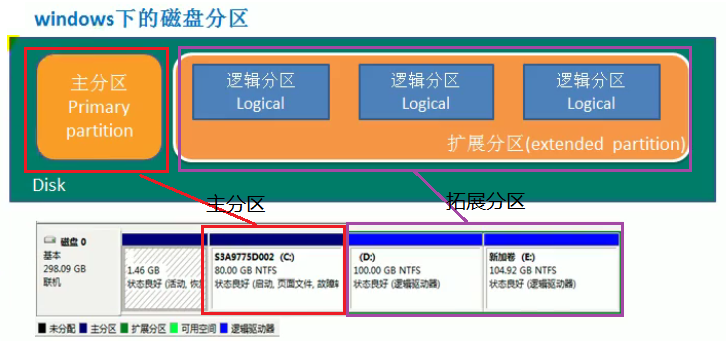 windows下的磁盘分区
主分区
Primary
partition
逻辑分区
Logical
逻辑分区
Logical
逻辑分区
Logical
扩展分区(extended partition)
Disk
主分区
拓展分区
磁盘 0
基本
298.09 GB
联机
1.46 GB
状态良好 (活动, 恢
S3A9775D002 (C:)
80.00 GB NTFS
状态良好 (启动, 页面文件, 故障转
(D:)
100.00 GB NTFS
状态良好 (逻辑驱动器)
新加卷 (E:)
104.92 GB NTFS
状态良好 (逻辑驱动器)
未分配 主分区 扩展分区 可用空间 逻辑驱动器